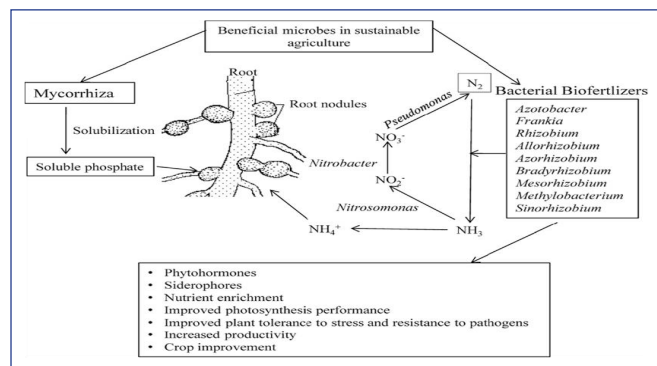 Beneficial microbes in sustainable
agriculture
Root
N₂
Bacterial Biofertlizers
Mycorrhiza
Root nodules
Pseudomonas
Solubilization
NO₃⁻
Azotobacter
Frankia
Rhizobium
Allorhizobium
Azorhizobium
Bradyrhizobium
Mesorhizobium
Methylobacterium
Sinorhizobium
Soluble phosphate
Nitrobacter
NO₂⁻
Nitrosomonas
NH₄⁺
NH₃
• Phytohormones
• Siderophores
• Nutrient enrichment
• Improved photosynthesis performance
• Improved plant tolerance to stress and resistance to pathogens
• Increased productivity
• Crop improvement